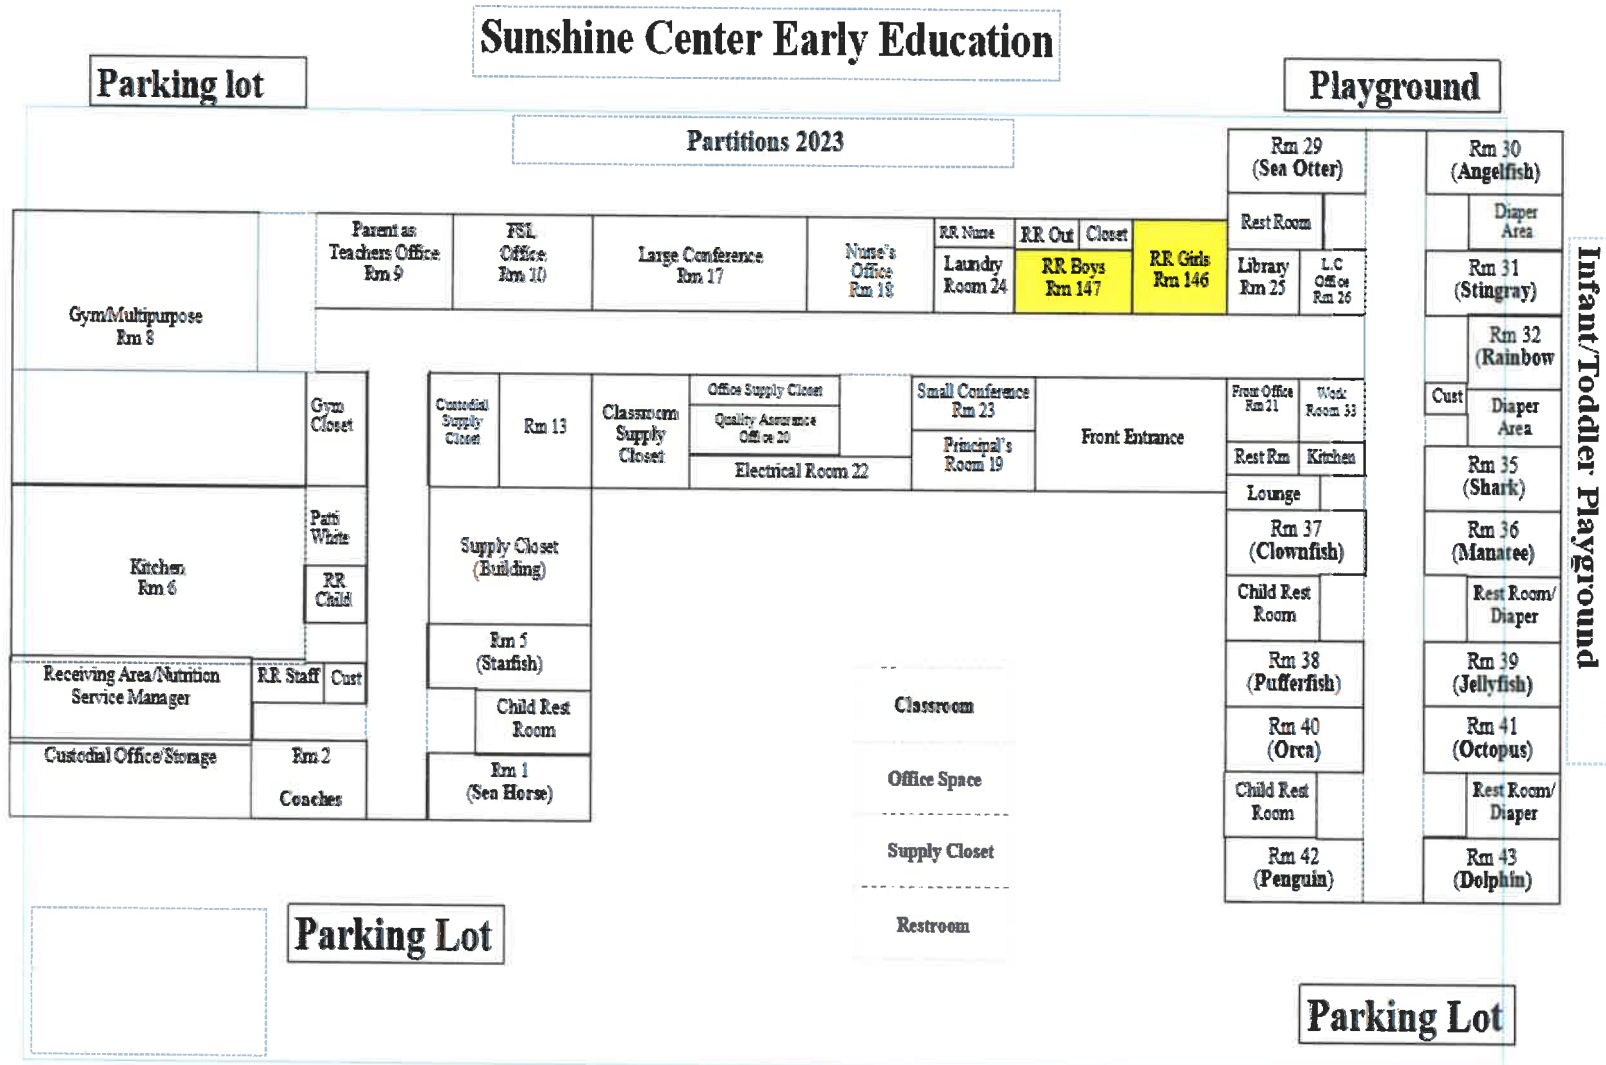 Sunshine Center Early Education
Parking lot
Playground
Partitions 2023
Rm 29
(Sea Otter)
Rm 30
(Angelfish)
Rest Room
Diaper
Area
Gym/Multipurpose
Rm 8
Parent as
Teachers Office
Rm 9
FSL
Office
Rm 10
Large Conference
Rm 17
Nurse's
Office
Rm 18
RR Nurse
Laundry
Room 24
RR Out
Closet
RR Boys
Rm 147
RR Girls
Rm 146
Library
Rm 25
L.C
Office
Rm 26
Rm 31
(Stingray)
Rm 32
(Rainbow
Infant/Toddler Playground
Gym
Closet
Custodial
Supply
Closet
Rm 13
Classroom
Supply
Closet
Office Supply Closet
Quality Assurance
Office 20
Electrical Room 22
Small Conference
Rm 23
Principal's
Room 19
Front Entrance
Front Office
Rm 21
Work
Room 33
Rest Rm
Kitchen
Lounge
Cust
Diaper
Area
Rm 35
(Shark)
Kitchen
Rm 6
Patti
White
RR
Child
Supply Closet
(Building)
Rm 37
(Clownfish)
Rm 36
(Manatee)
Child Rest
Room
Rest Room/
Diaper
Receiving Area/Nutrition
Service Manager
RR Staff
Cust
Rm 5
(Starfish)
Child Rest
Room
Rm 38
(Pufferfish)
Rm 39
(Jellyfish)
Custodial Office/Storage
Rm 2
Coaches
Rm 1
(Sea Horse)
Classroom
Office Space
Supply Closet
Restroom
Rm 40
(Orca)
Rm 41
(Octopus)
Child Rest
Room
Rest Room/
Diaper
Rm 42
(Penguin)
Rm 43
(Dolphin)
Parking Lot
Parking Lot